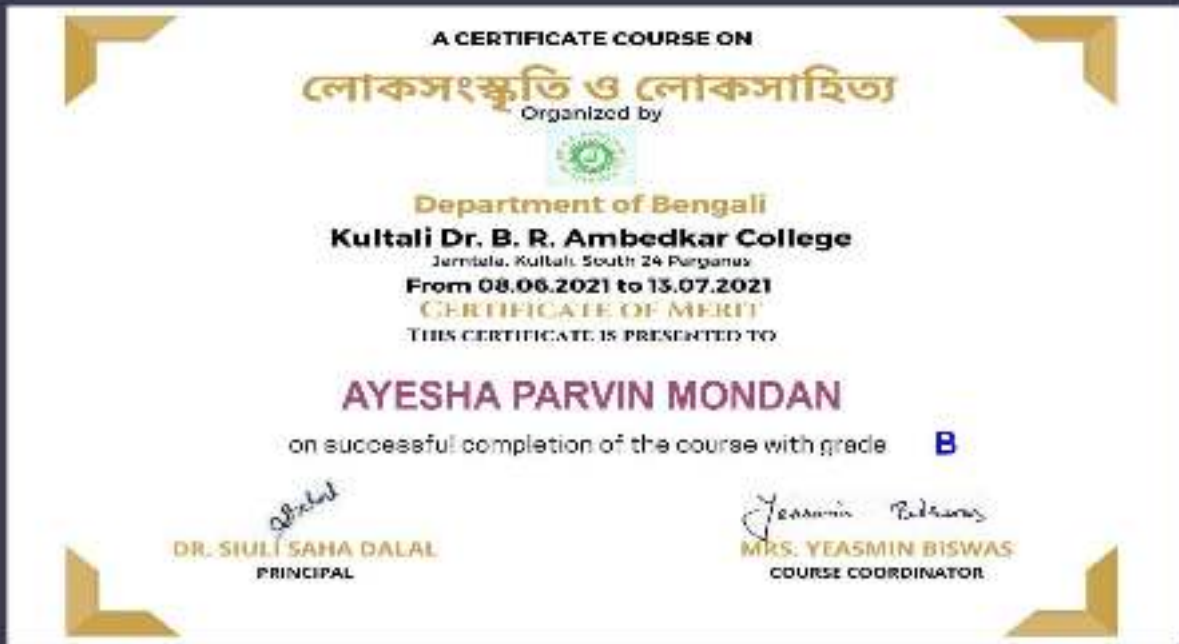 A CERTIFICATE COURSE ON
লোকসংস্কৃতি ও লোকসাহিত্য
Organized by
Department of Bengali
Kultali Dr. B. R. Ambedkar College
Jamtala, Kultali, South 24 Parganas
From 08.06.2021 to 13.07.2021
CERTIFICATE OF MERIT
THIS CERTIFICATE IS PRESENTED TO
AYESHA PARVIN MONDAN
on successful completion of the course with grade B
Yeasmin Biswas
DR. SIULI SAHA DALAL
MRS. YEASMIN BISWAS
PRINCIPAL
COURSE COORDINATOR